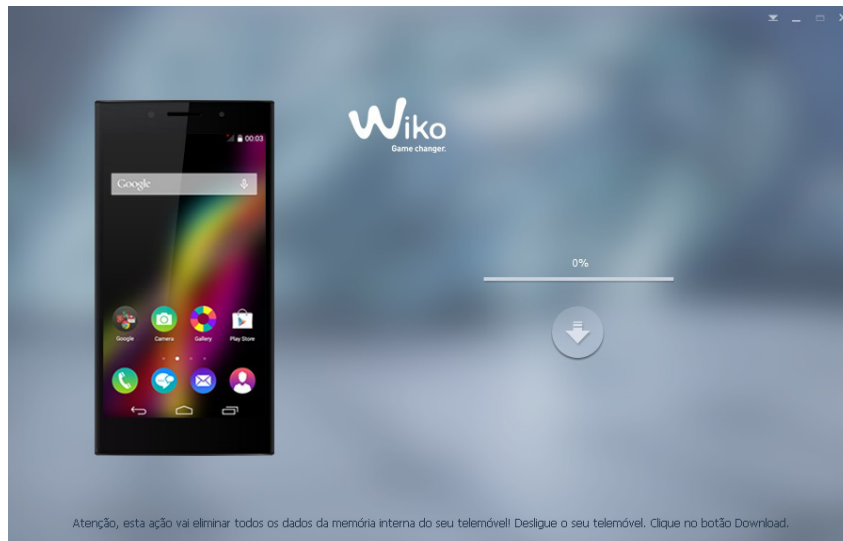 00:03
Google
Google
Camera
Gallery
Play Store
Wiko
Game changer.
0%
Atenção, esta ação vai eliminar todos os dados da memória interna do seu telemóvel! Desligue o seu telemóvel. Clique no botão Download.